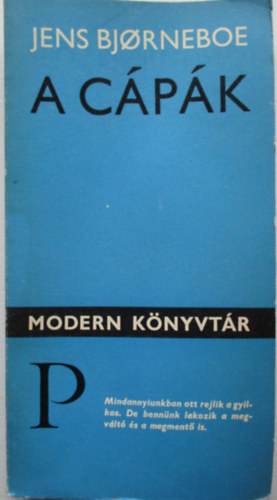 JENS BJØRNEBOE
A CÁPÁK
MODERN KÖNYVTÁR
P
Mindannyiunkban ott rejlik a gyil-
kos. De bennünk lakozik a meg-
váltó és a megmentő is.